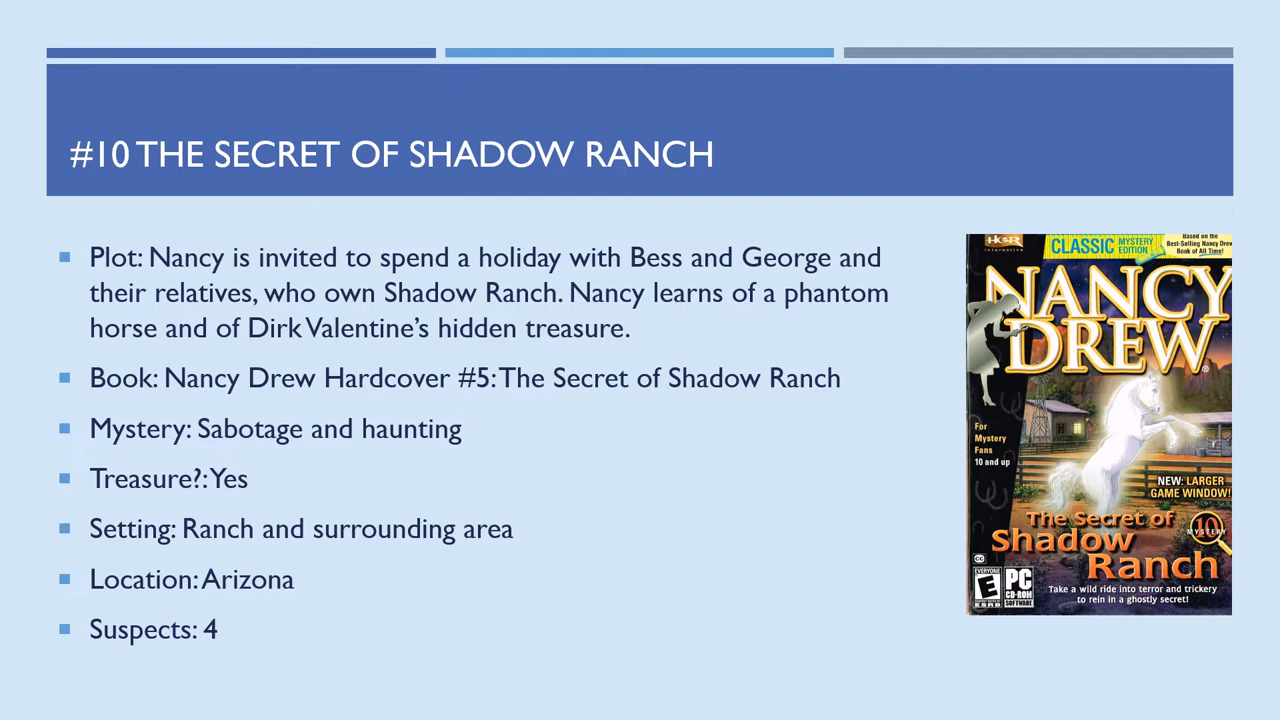 #10 THE SECRET OF SHADOW RANCH
Plot: Nancy is invited to spend a holiday with Bess and George and
their relatives, who own Shadow Ranch. Nancy learns of a phantom
horse and of Dirk Valentine's hidden treasure.
Book: Nancy Drew Hardcover #5: The Secret of Shadow Ranch
Mystery: Sabotage and haunting
Treasure?: Yes
Setting: Ranch and surrounding area
Location: Arizona
Suspects: 4
HER
interactive
CLASSIC MYSTERY
EDITION
Based on the
Best-Selling Nancy Drew
Book of All Time!
NANCY
DREW
For
Mystery
Fans
10 and up
NEW: LARGER
GAME WINDOW!
The Secret of
Shadow
Ranch
10
MYSTERY
CC
EVERYONE
E
ESRB
PC
CD-ROM
SOFTWARE
Take a wild ride into terror and trickery
to rein in a ghostly secret!